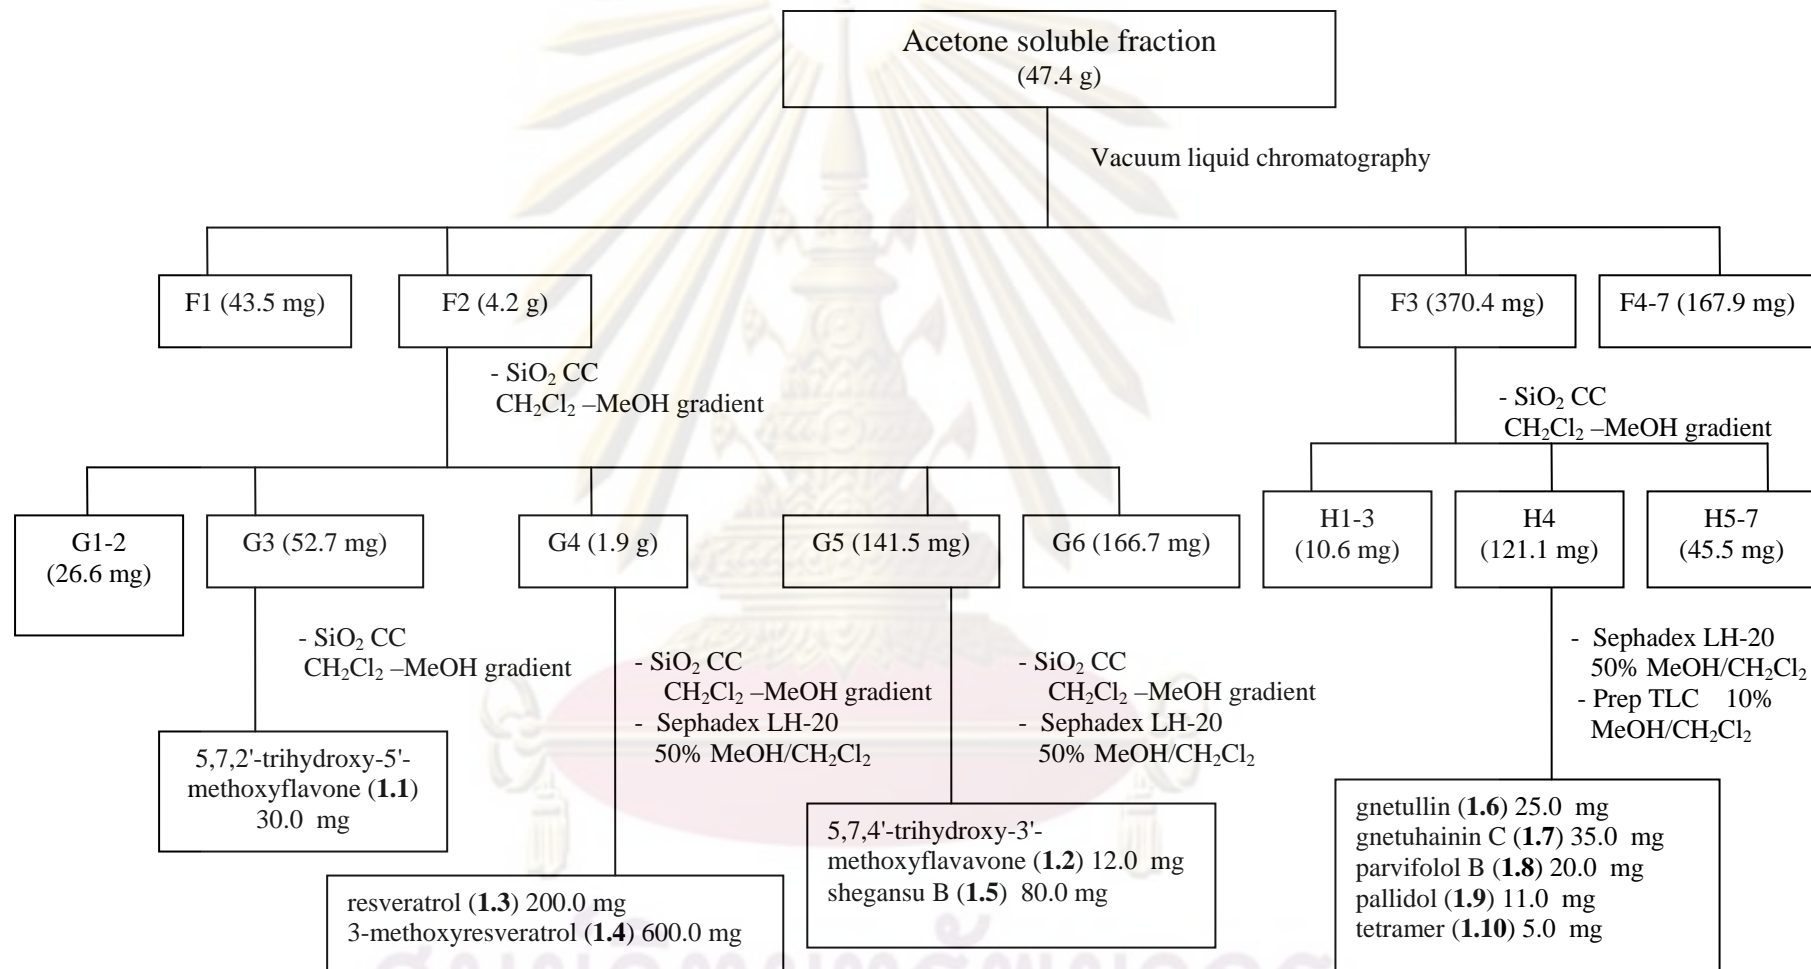 Acetone soluble fraction
(47.4 g)
Vacuum liquid chromatography
F1 (43.5 mg)
F2 (4.2 g)
F3 (370.4 mg)
F4-7 (167.9 mg)
- SiO₂ CC
CH₂Cl₂ –MeOH gradient
- SiO₂ CC
CH₂Cl₂ –MeOH gradient
G1-2
(26.6 mg)
G3 (52.7 mg)
G4 (1.9 g)
G5 (141.5 mg)
G6 (166.7 mg)
H1-3
(10.6 mg)
H4
(121.1 mg)
H5-7
(45.5 mg)
- SiO₂ CC
CH₂Cl₂ –MeOH gradient
- SiO₂ CC
CH₂Cl₂ –MeOH gradient
- Sephadex LH-20
50% MeOH/CH₂Cl₂
- SiO₂ CC
CH₂Cl₂ –MeOH gradient
- Sephadex LH-20
50% MeOH/CH₂Cl₂
- Sephadex LH-20
50% MeOH/CH₂Cl₂
- Prep TLC 10%
MeOH/CH₂Cl₂
5,7,2'-trihydroxy-5'-
methoxyflavone (1.1)
30.0 mg
resveratrol (1.3) 200.0 mg
3-methoxyresveratrol (1.4) 600.0 mg
5,7,4'-trihydroxy-3'-
methoxyflavavone (1.2) 12.0 mg
shegansu B (1.5) 80.0 mg
gnetullin (1.6) 25.0 mg
gnetuhainin C (1.7) 35.0 mg
parvifolol B (1.8) 20.0 mg
pallidol (1.9) 11.0 mg
tetramer (1.10) 5.0 mg